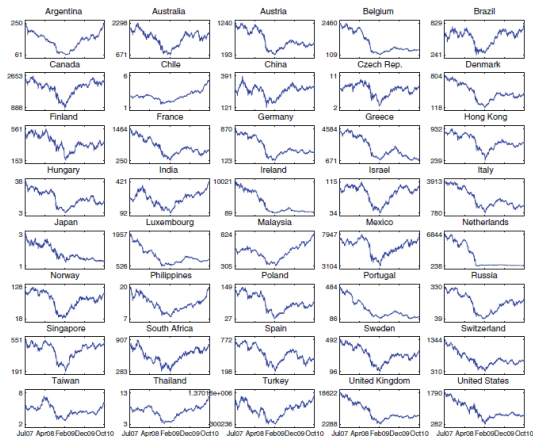 Argentina Australia Austria Belgium Brazil
250 2298 1240 2460 829
61 671 193 109 241
Canada Chile China Czech Rep. Denmark
2653 6 391 11 804
888 1 121 2 118
Finland France Germany Greece Hong Kong
561 1464 870 4584 932
153 250 123 671 239
Hungary India Ireland Israel Italy
38 421 10021 115 3913
3 92 89 34 780
Japan Luxembourg Malaysia Mexico Netherlands
3 1957 824 7947 6844
1 526 305 3104 238
Norway Philippines Poland Portugal Russia
128 20 149 484 330
18 7 27 86 39
Singapore South Africa Spain Sweden Switzerland
551 907 772 492 1344
191 283 198 96 310
Taiwan Thailand Turkey United Kingdom United States
8 13 18622 1790
2 3 300236 2288 282
Jul07 Apr08 Feb09 Dec09 Oct10 Jul07 Apr08 Feb09 Dec09 Oct10 Jul07 Apr08 Feb09 Dec09 Oct10 Jul07 Apr08 Feb09 Dec09 Oct10 Jul07 Apr08 Feb09 Dec09 Oct10